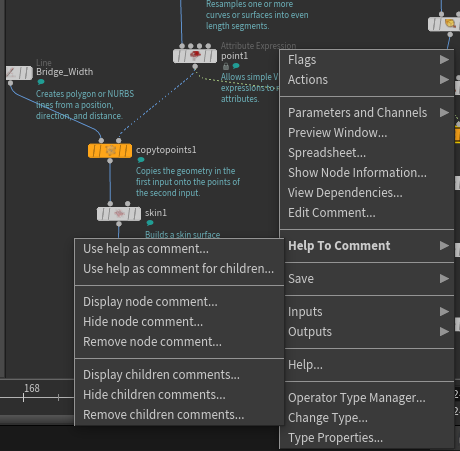 Resamples one or more
curves or surfaces into even
length segments.
Attribute Expression
point1
Allows simple V
expressions to
attributes.
Line
Bridge_Width
Creates polygon or NURBS
lines from a position,
direction, and distance.
copytopoints1
Copies the geometry in the
first input onto the points of
the second input.
skin1
Builds a skin surface
Flags
Actions
Parameters and Channels
Preview Window...
Spreadsheet...
Show Node Information...
View Dependencies...
Edit Comment...
Help To Comment
Save
Inputs
Outputs
Help...
Operator Type Manager...
Change Type...
Type Properties...
Use help as comment...
Use help as comment for children...
Display node comment...
Hide node comment...
Remove node comment...
Display children comments...
Hide children comments...
Remove children comments...
168